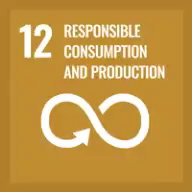 12 RESPONSIBLE
CONSUMPTION
AND PRODUCTION